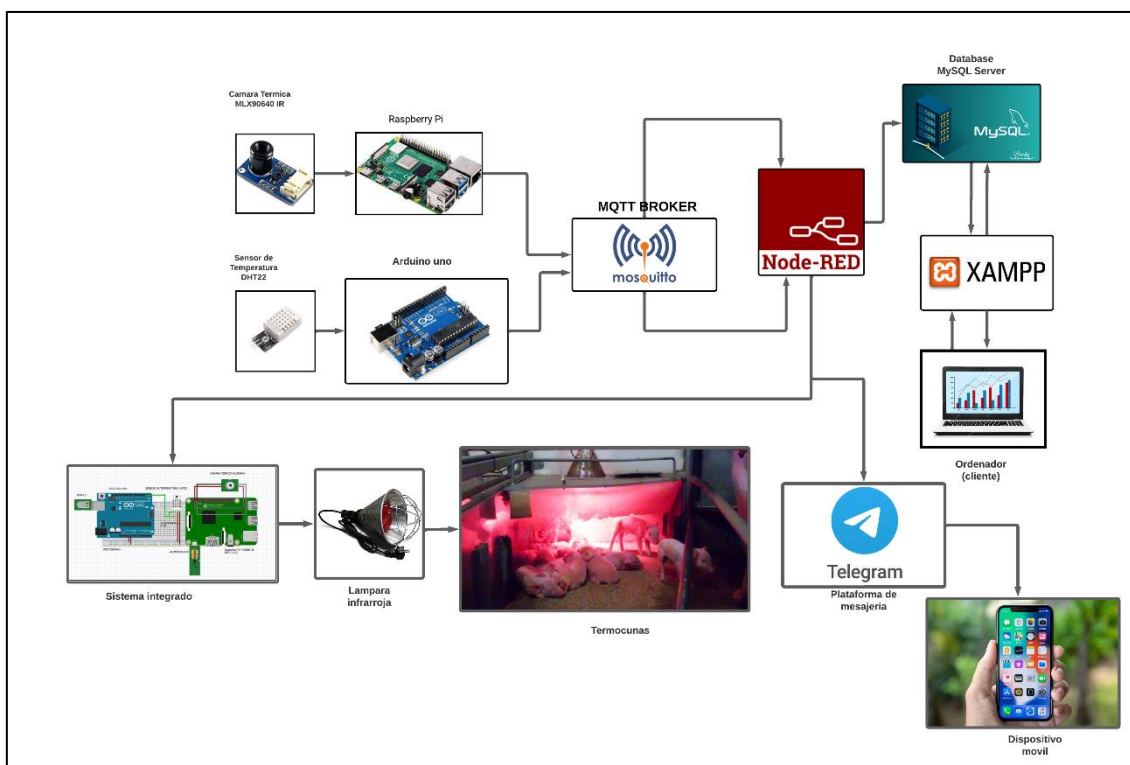 Database
MySQL Server
MySQL
Camara Termica
MLX90640 IR
Raspberry Pi
MQTT BROKER
mosquitto
Node-RED
XAMPP
Sensor de
Temperatura
DHT22
Arduino uno
Ordenador
(cliente)
Sistema integrado
Lampara
infrarroja
Termocunas
Telegram
Plataforma de
mesajeria
Dispositivo
movil